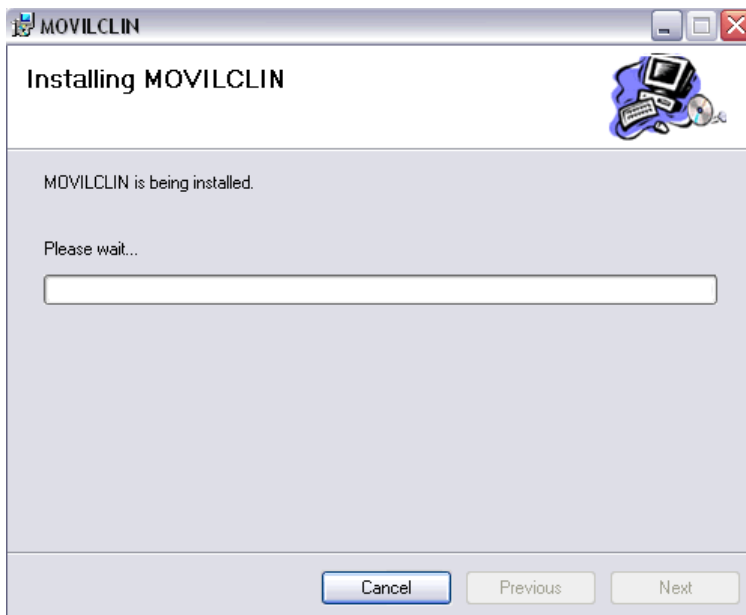 MOVILCLIN
Installing MOVILCLIN
MOVILCLIN is being installed.
Please wait...
Cancel
Previous
Next